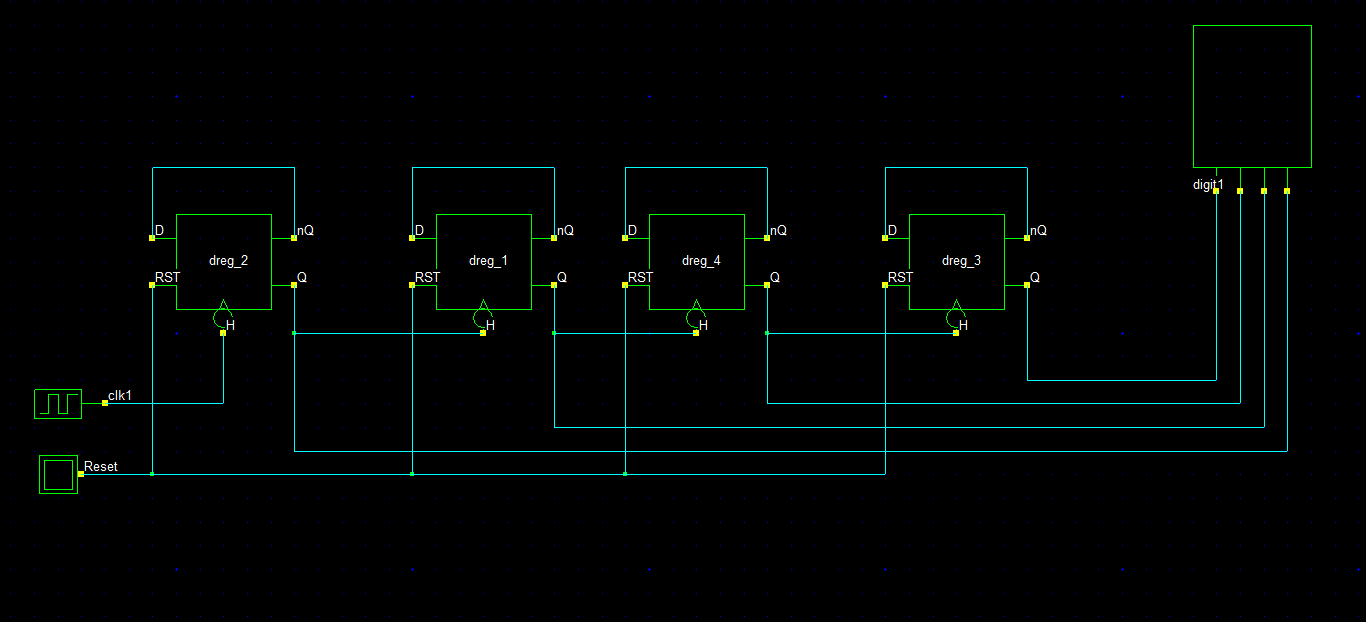 digit1
D
nQ
D
nQ
D
nQ
D
nQ
dreg_2
dreg_1
dreg_4
dreg_3
RST
Q
RST
Q
RST
Q
RST
Q
H
H
H
H
clk1
Reset